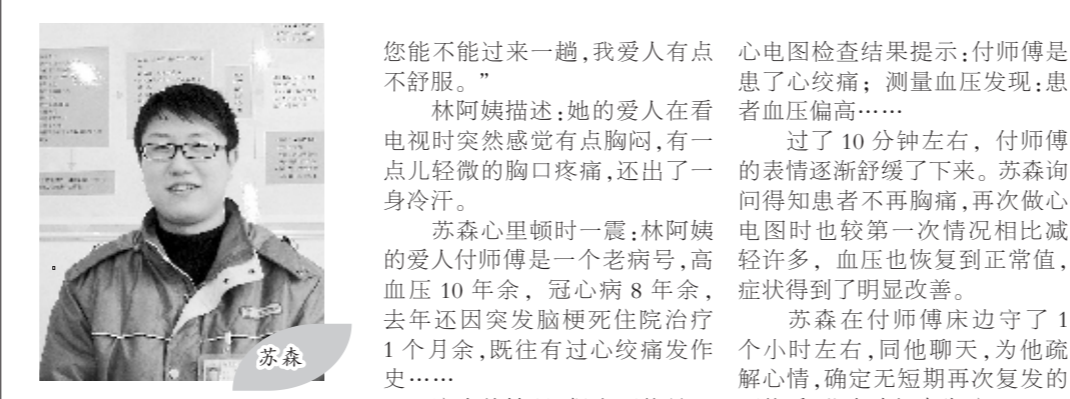 苏森
您能不能过来一趟,我爱人有点
不舒服。”
林阿姨描述:她的爱人在看
电视时突然感觉有点胸闷,有一
点儿轻微的胸口疼痛,还出了一
身冷汗。
苏森心里顿时一震:林阿姨
的爱人付师傅是一个老病号,高
血压 10 年余, 冠心病 8 年余,
去年还因突发脑梗死住院治疗
1 个月余,既往有过心绞痛发作
史……
心电图检查结果提示:付师傅是
患了心绞痛; 测量血压发现:患
者血压偏高……
过了 10 分钟左右, 付师傅
的表情逐渐舒缓了下来。苏森询
问得知患者不再胸痛,再次做心
电图时也较第一次情况相比减
轻许多, 血压也恢复到正常值,
症状得到了明显改善。
苏森在付师傅床边守了 1
个小时左右,同他聊天,为他疏
解心情,确定无短期再次复发的